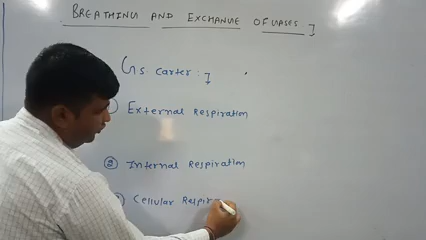 BREATHING AND EXCHANGE OF GASES :]
Gs Carter :]
External Respiration
② Internal Respiration
Cellular Respir